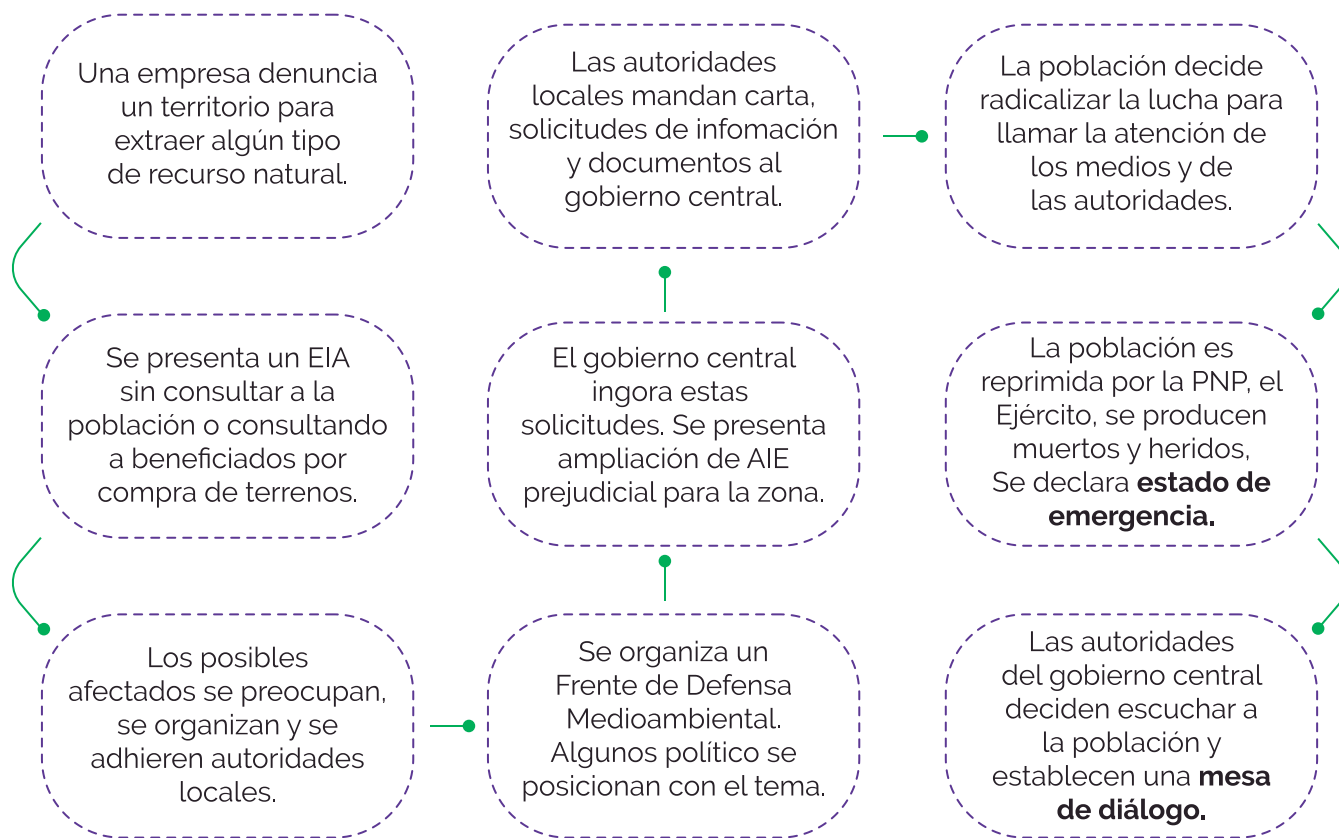 Una empresa denuncia
un territorio para
extraer algún tipo
de recurso natural.
Se presenta un EIA
sin consultar a la
población o consultando
a beneficiados por
compra de terrenos.
Los posibles
afectados se preocupan,
se organizan y se
adhieren autoridades
locales.
Se organiza un
Frente de Defensa
Medioambiental.
Algunos político se
posicionan con el tema.
El gobierno central
ingora estas
solicitudes. Se presenta
ampliación de AIE
prejudicial para la zona.
Las autoridades
locales mandan carta,
solicitudes de infomación
y documentos al
gobierno central.
La población decide
radicalizar la lucha para
llamar la atención de
los medios y de
las autoridades.
La población es
reprimida por la PNP, el
Ejército, se producen
muertos y heridos,
Se declara estado de
emergencia.
Las autoridades
del gobierno central
deciden escuchar a
la población y
establecen una mesa
de diálogo.